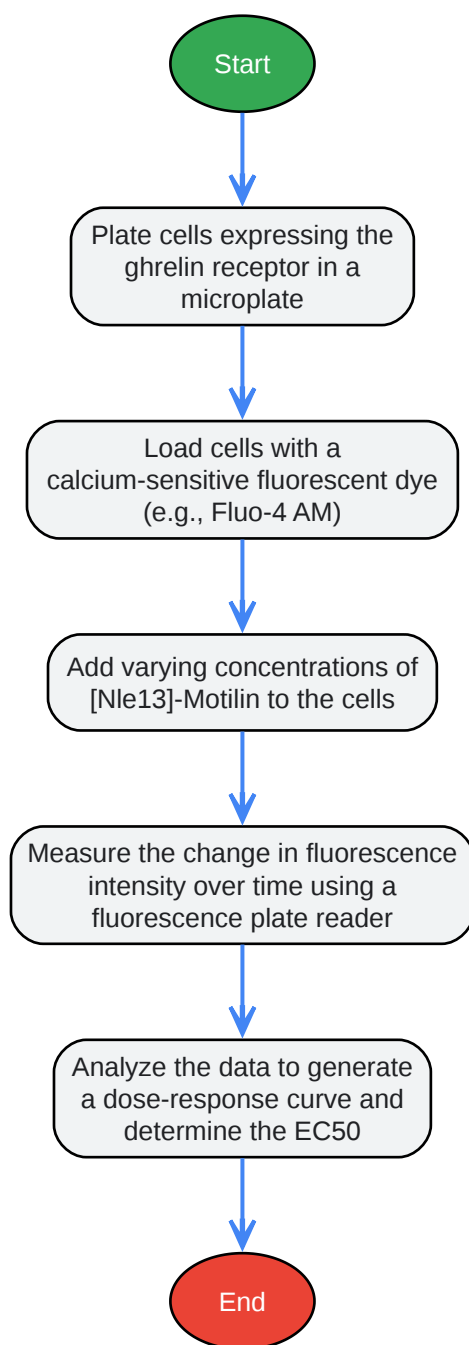 Start
Plate cells expressing the
ghrelin receptor in a
microplate
Load cells with a
calcium-sensitive fluorescent dye
(e.g., Fluo-4 AM)
Add varying concentrations of
[Nle13]-Motilin to the cells
Measure the change in fluorescence
intensity over time using a
fluorescence plate reader
Analyze the data to generate
a dose-response curve and
determine the EC50
End